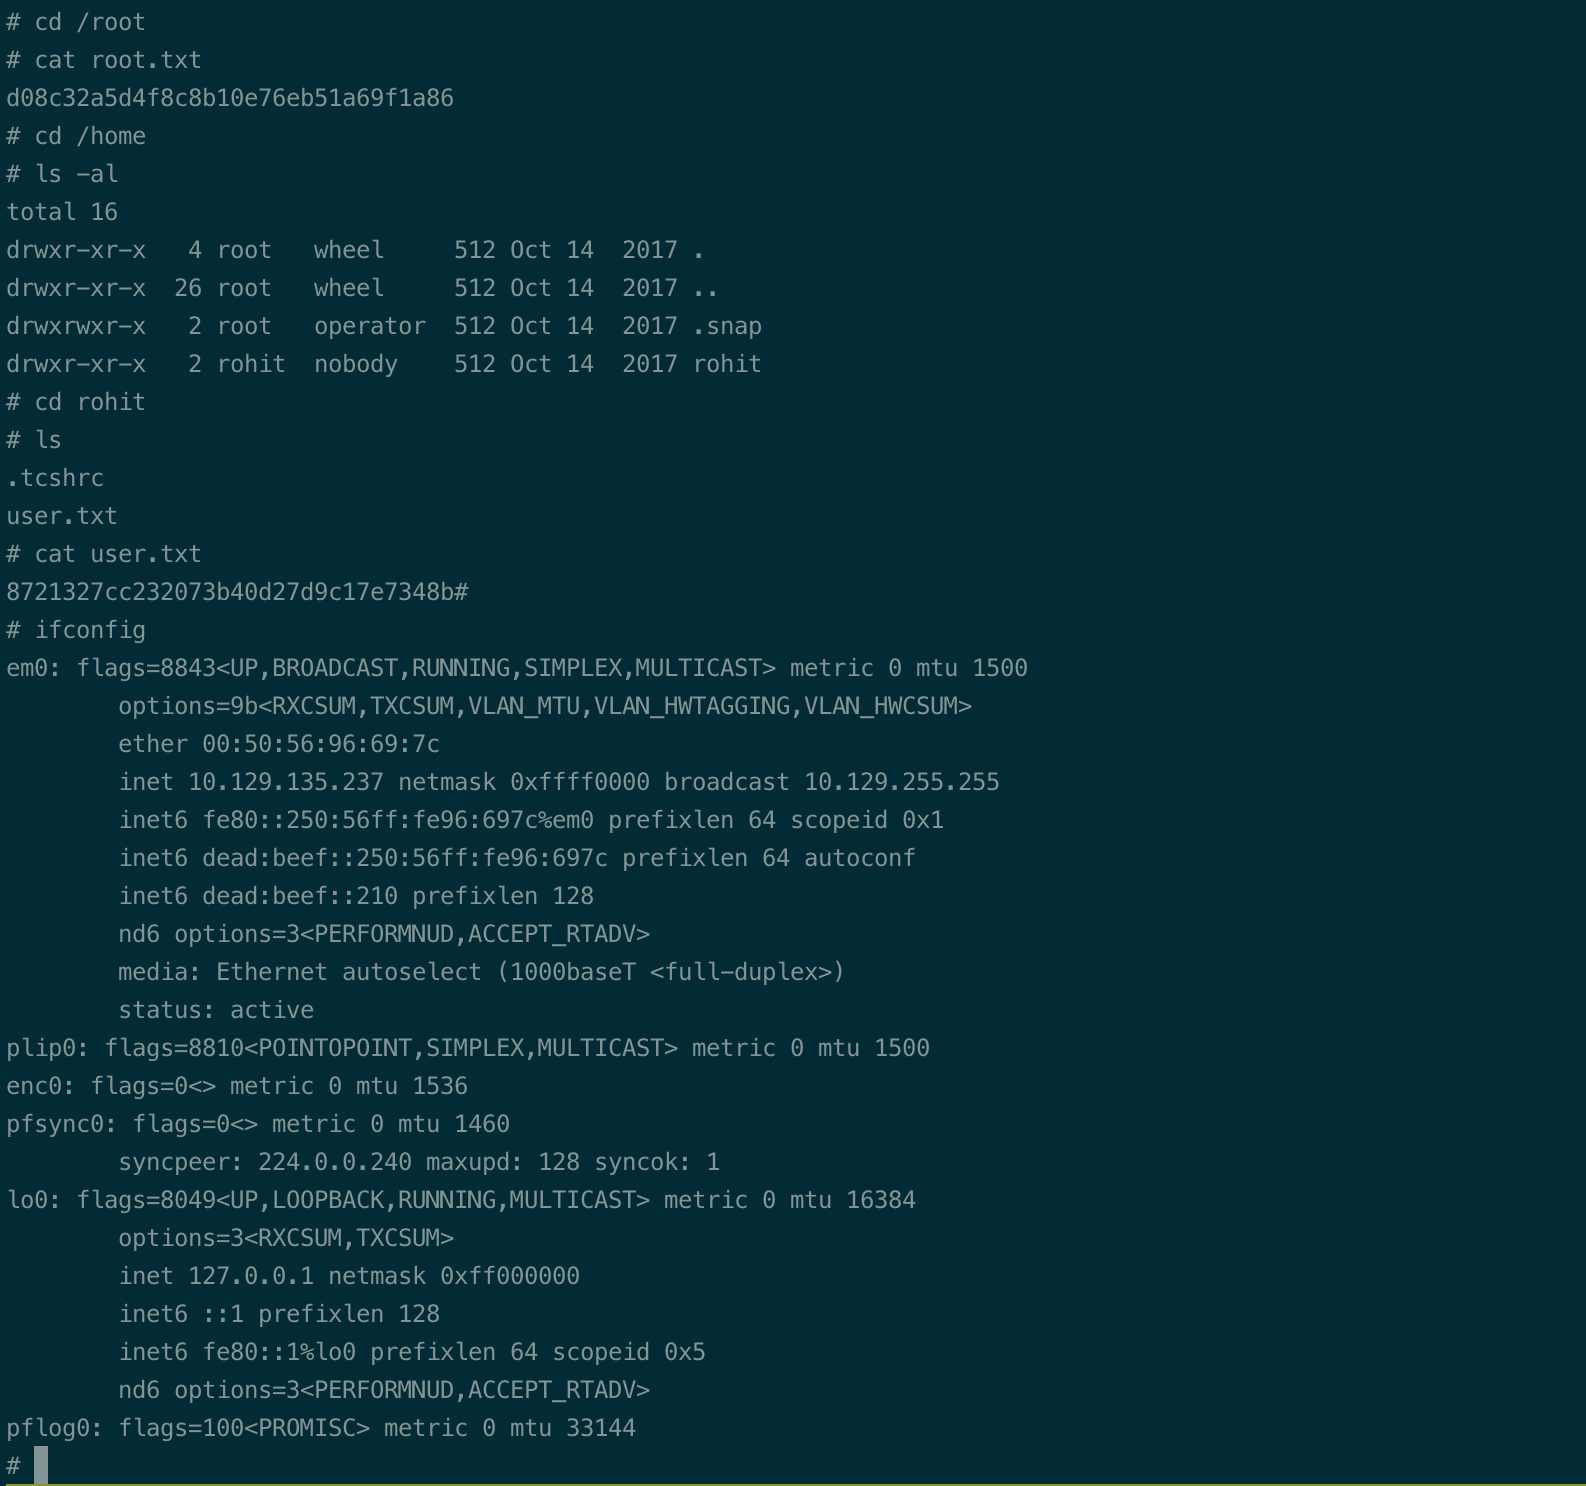 # cd /root
# cat root.txt
d08c32a5d4f8c8b10e76eb51a69f1a86
# cd /home
# ls -al
total 16
drwxr-xr-x   4 root   wheel     512 Oct 14  2017 .
drwxr-xr-x  26 root   wheel     512 Oct 14  2017 ..
drwxrwxr-x   2 root   operator  512 Oct 14  2017 .snap
drwxr-xr-x   2 rohit  nobody    512 Oct 14  2017 rohit
# cd rohit
# ls
.tcshrc
user.txt
# cat user.txt
8721327cc232073b40d27d9c17e7348b#
# ifconfig
em0: flags=8843<UP,BROADCAST,RUNNING,SIMPLEX,MULTICAST> metric 0 mtu 1500
        options=9b<RXCSUM,TXCSUM,VLAN_MTU,VLAN_HWTAGGING,VLAN_HWCSUM>
        ether 00:50:56:96:69:7c
        inet 10.129.135.237 netmask 0xffff0000 broadcast 10.129.255.255
        inet6 fe80::250:56ff:fe96:697c%em0 prefixlen 64 scopeid 0x1
        inet6 dead:beef::250:56ff:fe96:697c prefixlen 64 autoconf
        inet6 dead:beef::210 prefixlen 128
        nd6 options=3<PERFORMNUD,ACCEPT_RTADV>
        media: Ethernet autoselect (1000baseT <full-duplex>)
        status: active
plip0: flags=8810<POINTOPOINT,SIMPLEX,MULTICAST> metric 0 mtu 1500
enc0: flags=0<> metric 0 mtu 1536
pfsync0: flags=0<> metric 0 mtu 1460
        syncpeer: 224.0.0.240 maxupd: 128 syncok: 1
lo0: flags=8049<UP,LOOPBACK,RUNNING,MULTICAST> metric 0 mtu 16384
        options=3<RXCSUM,TXCSUM>
        inet 127.0.0.1 netmask 0xff000000
        inet6 ::1 prefixlen 128
        inet6 fe80::1%lo0 prefixlen 64 scopeid 0x5
        nd6 options=3<PERFORMNUD,ACCEPT_RTADV>
pflog0: flags=100<PROMISC> metric 0 mtu 33144
#